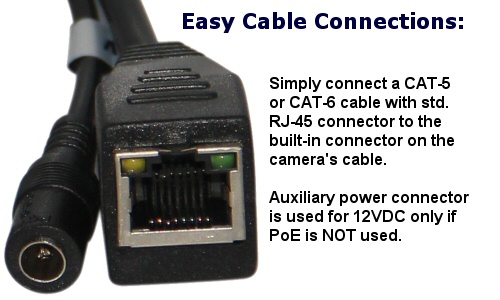 Easy Cable Connections:
Simply connect a CAT-5
or CAT-6 cable with std.
RJ-45 connector to the
built-in connector on the
camera's cable.
Auxiliary power connector
is used for 12VDC only if
PoE is NOT used.